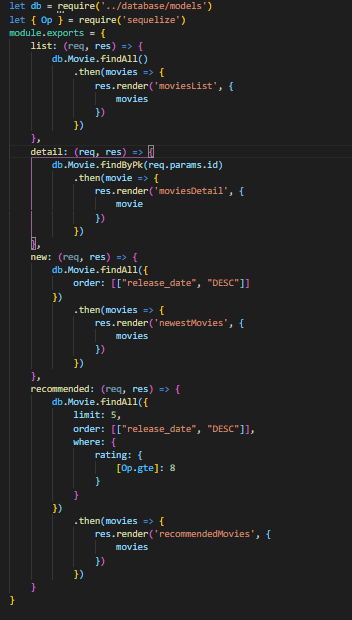 let db = require('../database/models')
let { Op } = require('sequelize')
module.exports = {
    list: (req, res) => {
        db.Movie.findAll()
            .then(movies => {
                res.render('moviesList', {
                    movies
                })
            })
    },
    detail: (req, res) => {
        db.Movie.findByPk(req.params.id)
            .then(movie => {
                res.render('moviesDetail', {
                    movie
                })
            })
    },
    new: (req, res) => {
        db.Movie.findAll({
            order: [["release_date", "DESC"]]
        })
            .then(movies => {
                res.render('newestMovies', {
                    movies
                })
            })
    },
    recommended: (req, res) => {
        db.Movie.findAll({
            limit: 5,
            order: [["release_date", "DESC"]],
            where: {
                rating: {
                    [Op.gte]: 8
                }
            }
        })
            .then(movies => {
                res.render('recommendedMovies', {
                    movies
                })
            })
    }
}